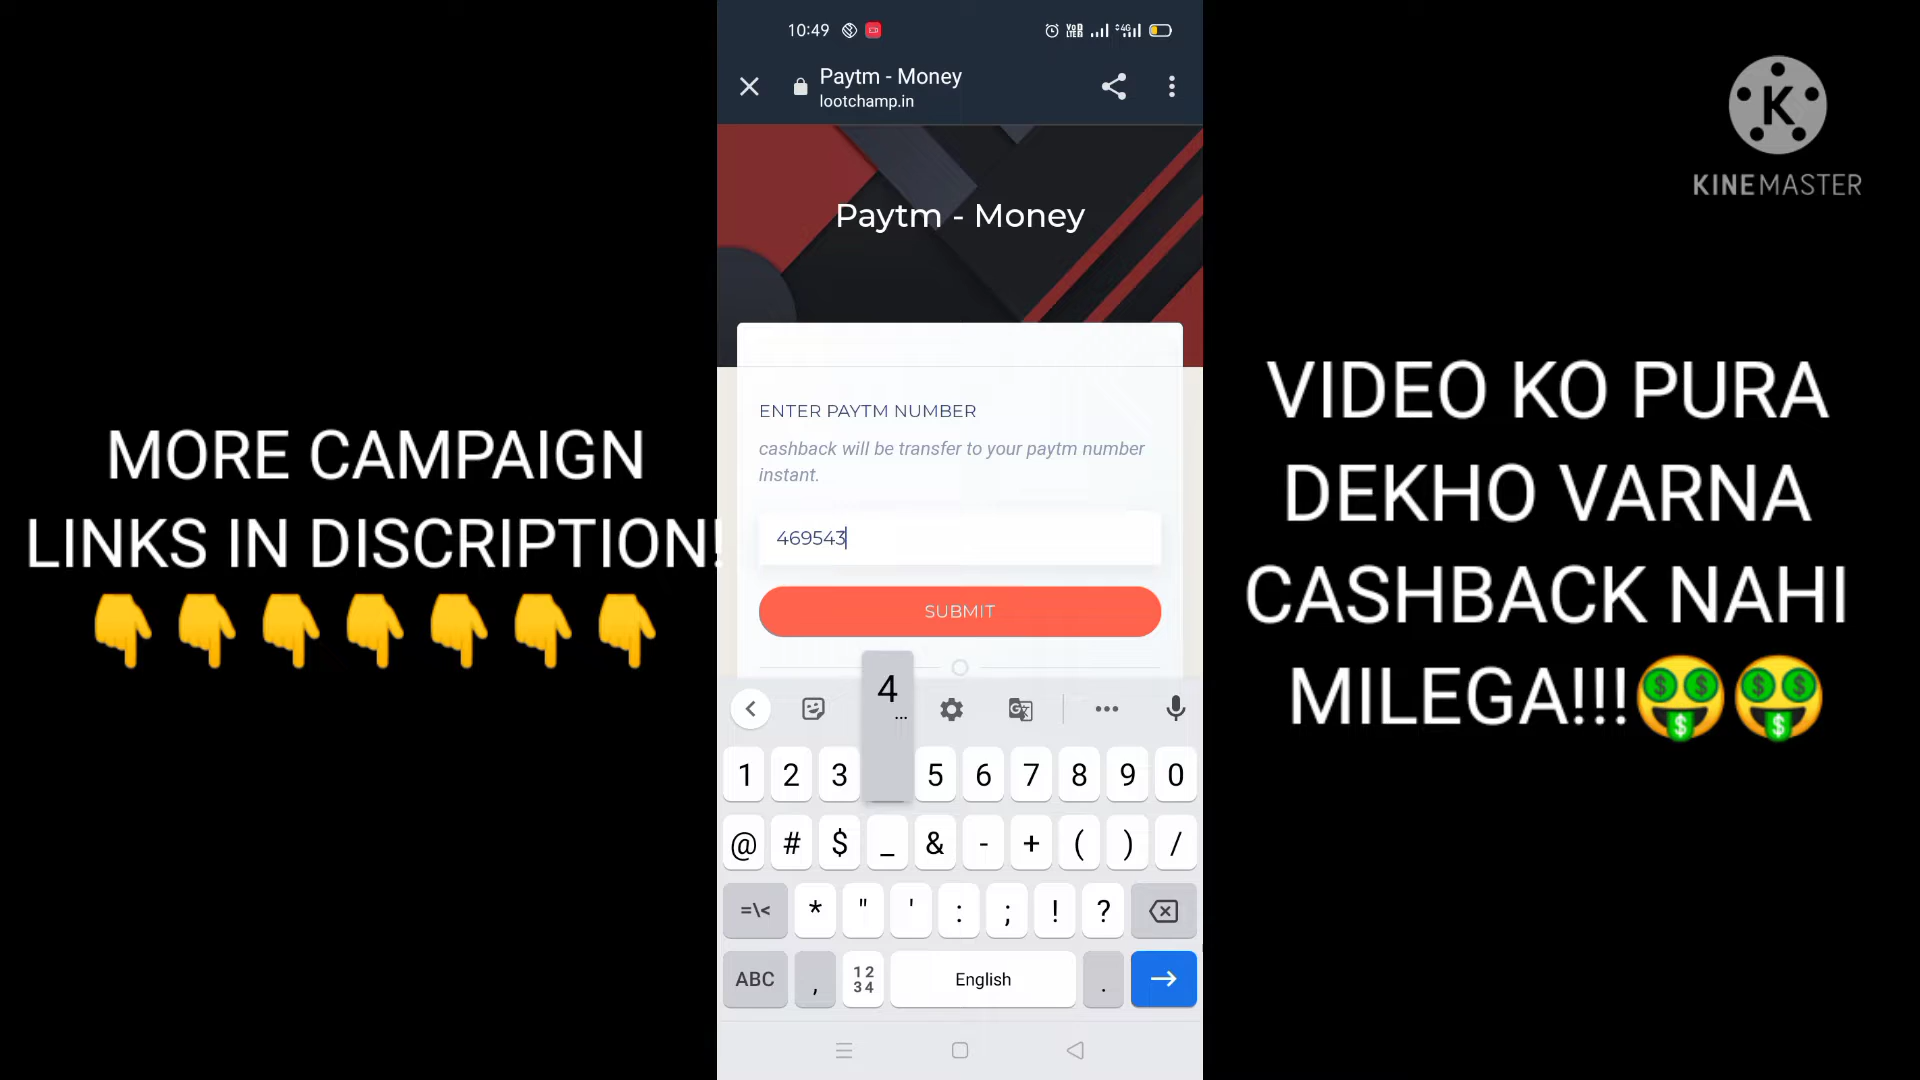 10:49
Paytm - Money
lootchamp.in
K
KINEMASTER
Paytm - Money
MORE CAMPAIGN
LINKS IN DISCRIPTION!
👇👇👇👇👇👇👇
ENTER PAYTM NUMBER
cashback will be transfer to your paytm number
instant.
469543
SUBMIT
VIDEO KO PURA
DEKHO VARNA
CASHBACK NAHI
MILEGA!!!🤑🤑
4
...
1 2 3 5 6 7 8 9 0
@ # $ _ & - + ( ) /
=\< * " ' : ; ! ?
ABC , 12 34 English .